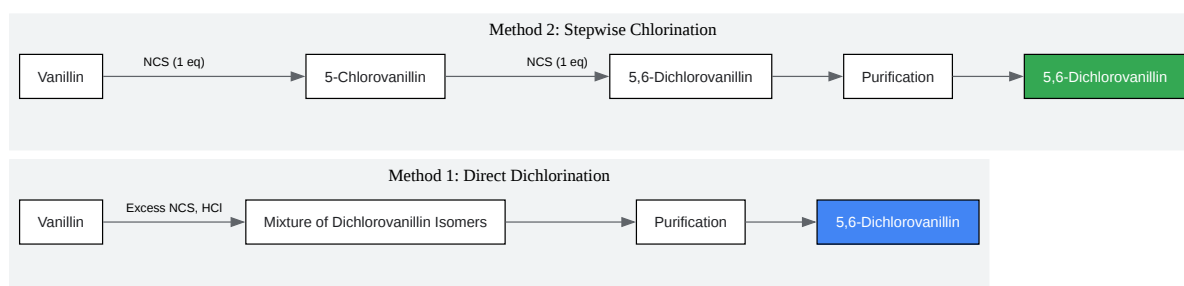 Method 2: Stepwise Chlorination
Vanillin
NCS (1 eq)
5-Chlorovanillin
NCS (1 eq)
5,6-Dichlorovanillin
Purification
5,6-Dichlorovanillin
Method 1: Direct Dichlorination
Vanillin
Excess NCS, HCl
Mixture of Dichlorovanillin Isomers
Purification
5,6-Dichlorovanillin